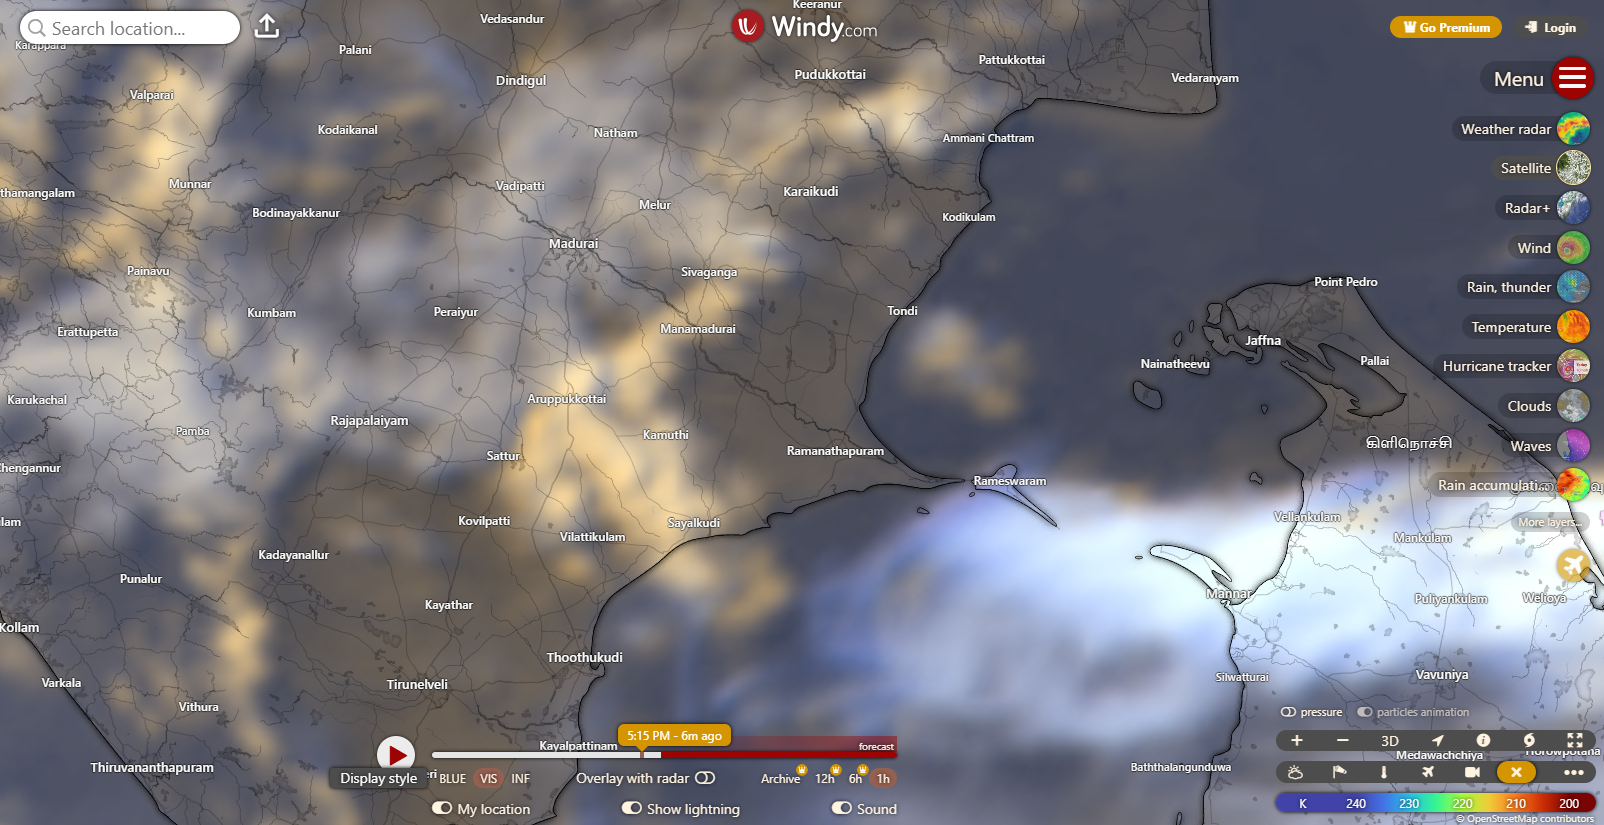 Search location...
Windy.com
Go Premium
Login
Menu
Weather radar
Satellite
Radar+
Wind
Rain, thunder
Temperature
Hurricane tracker
Clouds
Waves
Rain accumulati...
More layers...
Keeranur
Vedasandur
Karappara
Palani
Dindigul
Pudukkottai
Pattukkottai
Vedaranyam
Valparai
Kodaikanal
Natham
Ammani Chattram
Munnar
thamangalam
Vadipatti
Karaikudi
Melur
Bodinayakkanur
Kodikulam
Madurai
Painavu
Sivaganga
Point Pedro
Kumbam
Peraiyur
Tondi
Erattupetta
Manamadurai
Jaffna
Nainatheevu
Pallai
Karukachal
Aruppukkottai
Rajapalaiyam
Pamba
Kamuthi
கிளிநொச்சி
Ramanathapuram
Sattur
Chengannur
Rameswaram
Vellankulam
lam
Kovilpatti
Sayalkudi
Vilattikulam
Mankulam
Kadayanallur
Punalur
Mannar
Puliyankulam
Welioya
Kayathar
Kollam
Thoothukudi
Vavuniya
Silwatturai
Varkala
Tirunelveli
Vithura
Kayalpattinam
Thiruvananthapuram
Baththalangunduwa
Medawachchiya
Horowpotana
5:15 PM - 6m ago
forecast
Display style
eri
BLUE VIS INF
Overlay with radar
Archive 12h 6h 1h
My location
Show lightning
Sound
pressure
particles animation
3D
K 240 230 220 210 200
© OpenStreetMap contributors